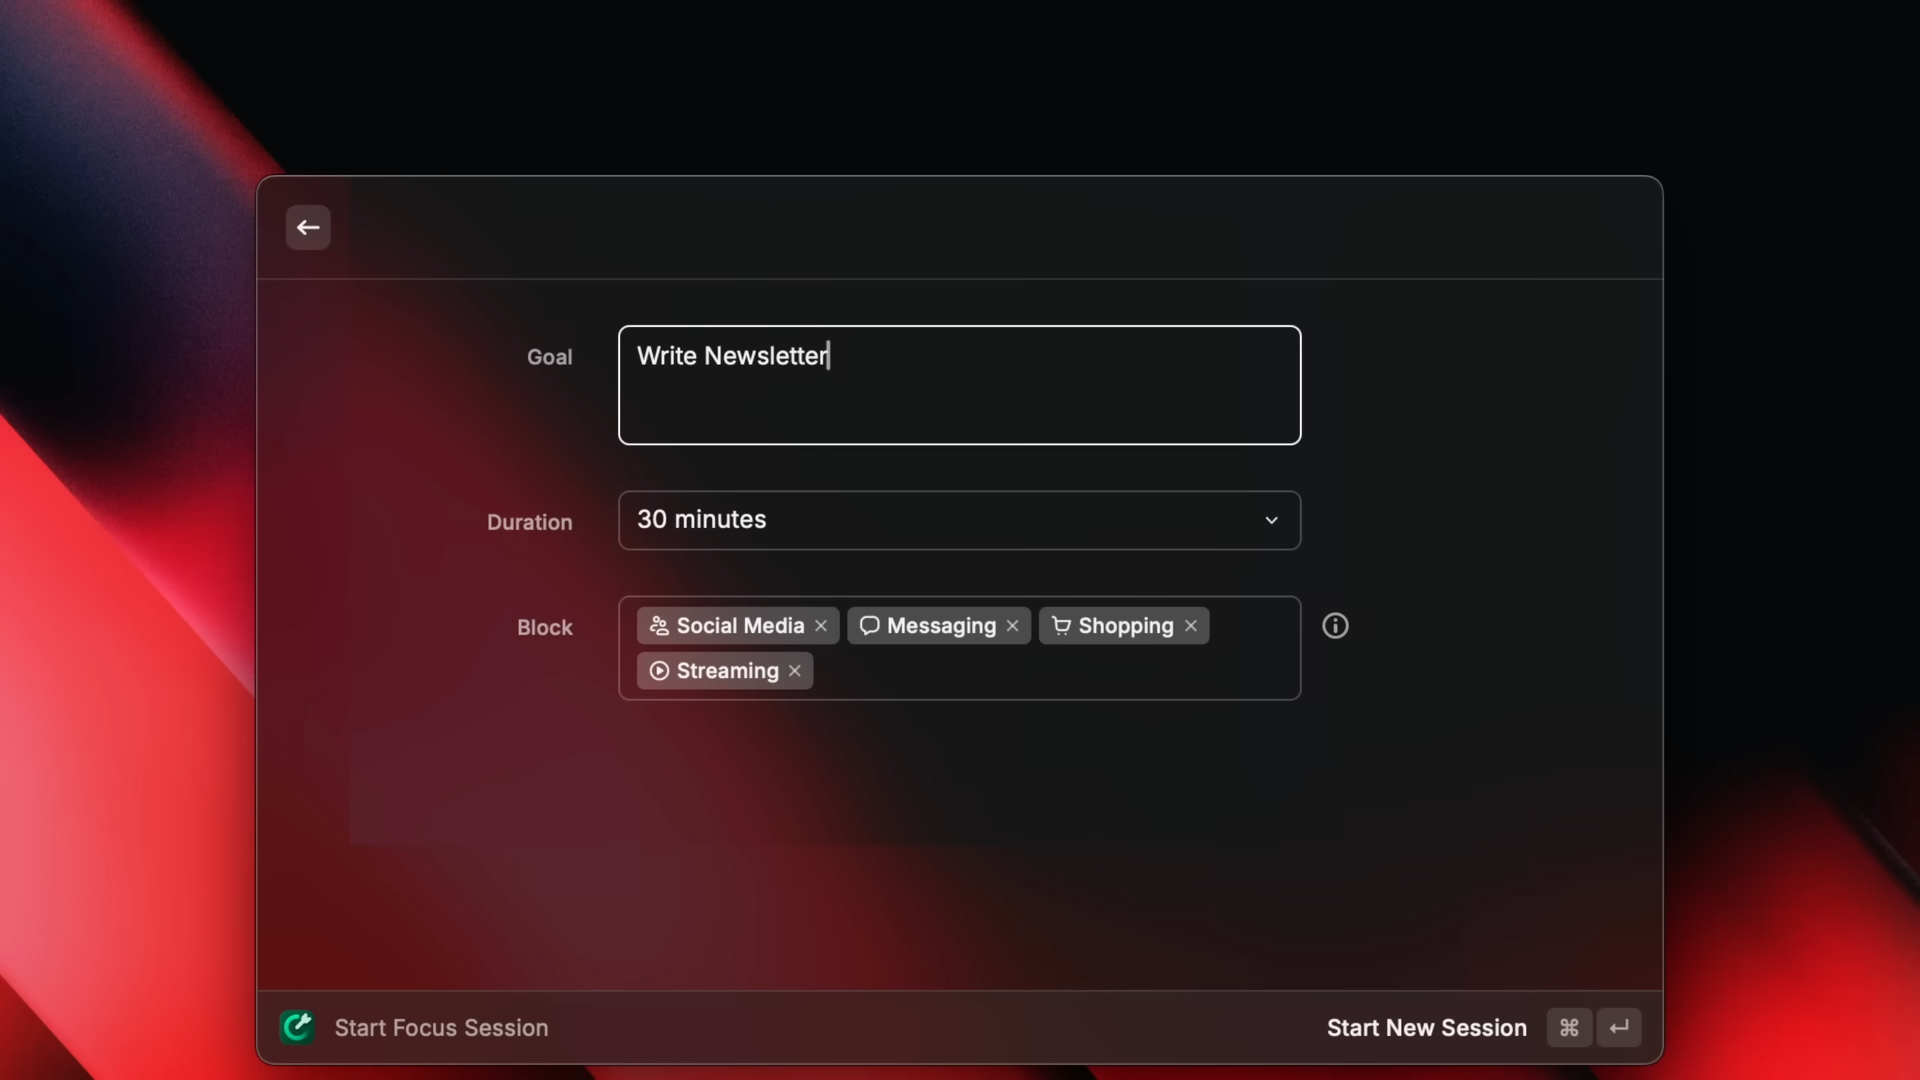 Goal
Write Newsletter
Duration
30 minutes
Block
Social Media
Messaging
Shopping
Streaming
Start Focus Session
Start New Session ⌘ ↵